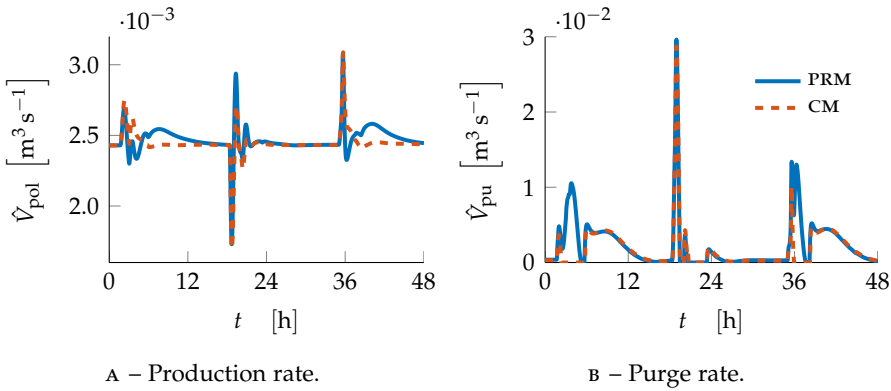 ·10⁻³
3.0
2.5
2.0
V̂pol [m³ s⁻¹]
0 12 24 36 48
t [h]
A – Production rate.
·10⁻²
3
2
1
0
V̂pu [m³ s⁻¹]
PRM
CM
0 12 24 36 48
t [h]
B – Purge rate.